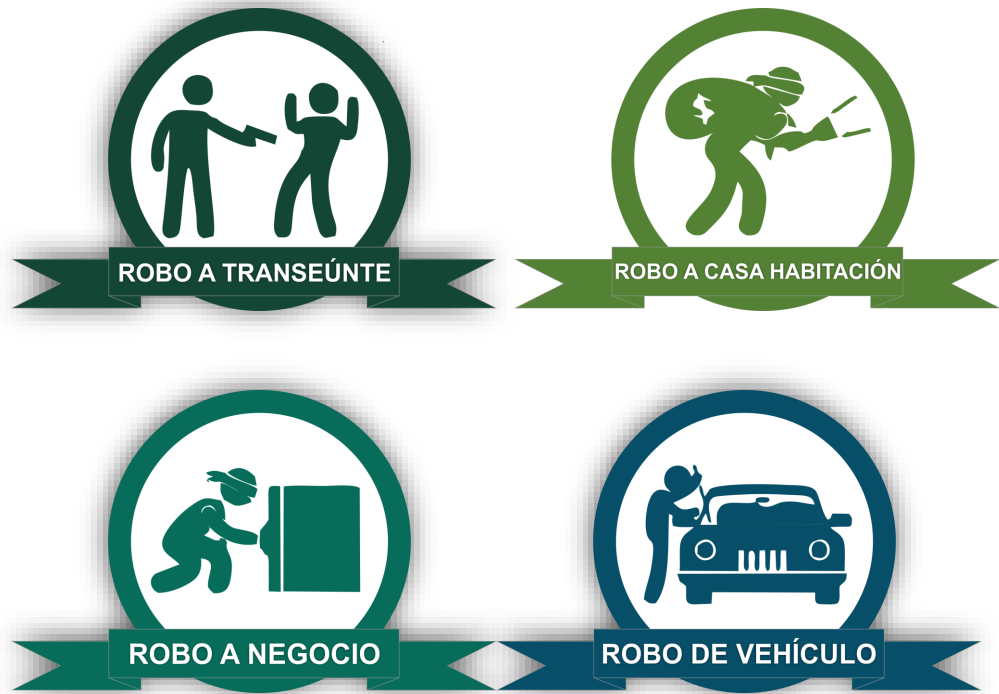 ROBO A TRANSEÚNTE
ROBO A CASA HABITACIÓN
ROBO A NEGOCIO
ROBO DE VEHÍCULO